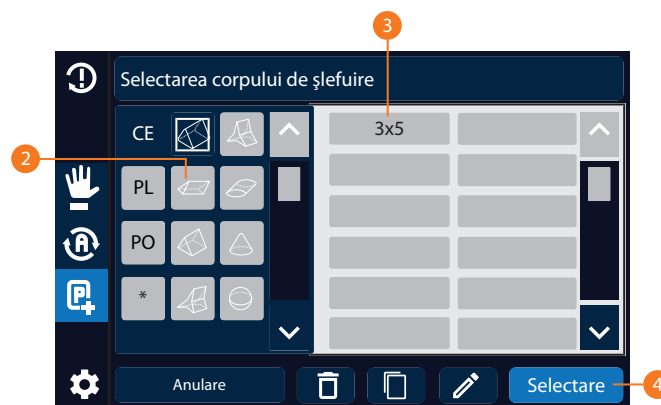 3
Selectarea corpului de şlefuire
CE
3x5
2
PL
A
PO
P
*
Anulare
Selectare
4